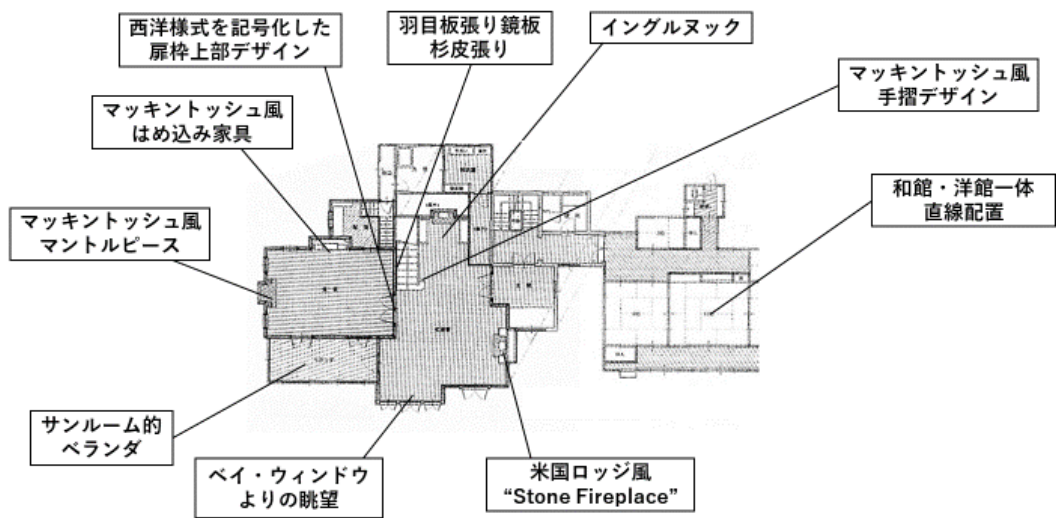 西洋様式を記号化した
扉枠上部デザイン
羽目板張り鏡板
杉皮張り
イングルヌック
マッキントッシュ風
手摺デザイン
マッキントッシュ風
はめ込み家具
和館・洋館一体
直線配置
マッキントッシュ風
マントルピース
サンルーム的
ベランダ
ベイ・ウィンドウ
よりの眺望
米国ロッジ風
“Stone Fireplace”